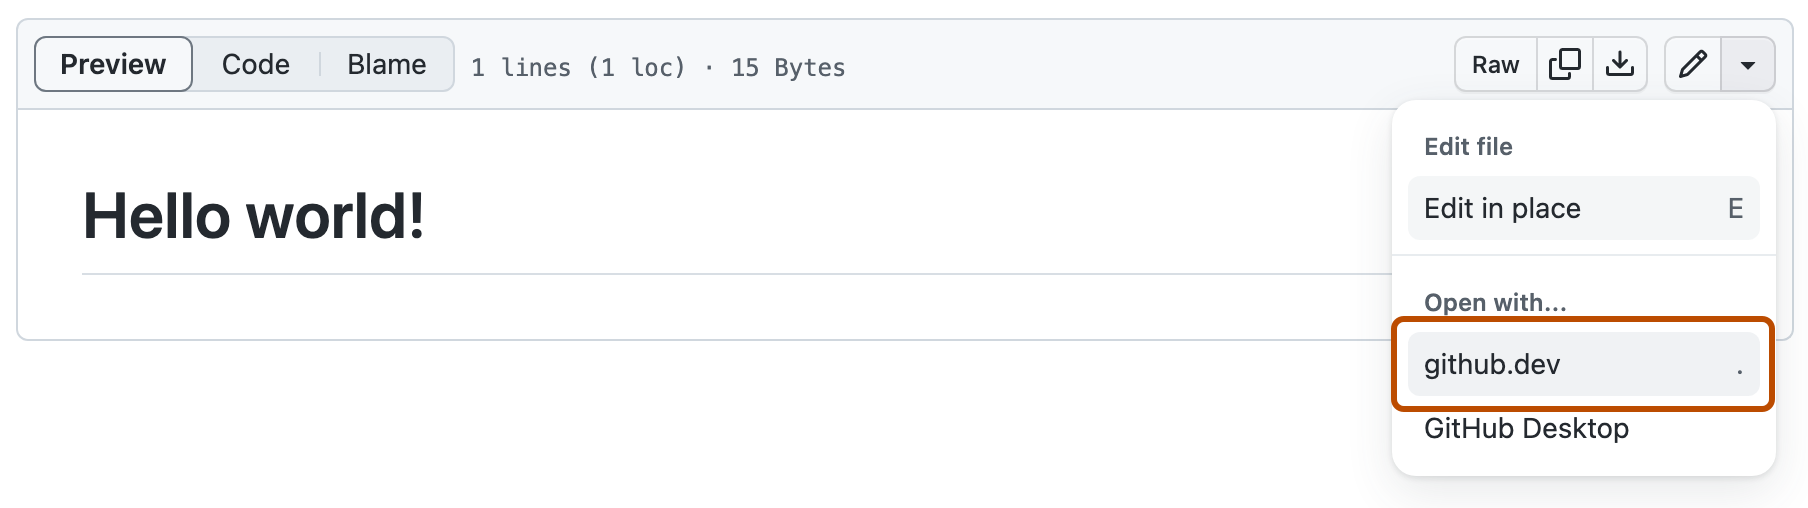 Preview Code Blame 1 lines (1 loc) · 15 Bytes Raw
Edit file
Hello world!
Edit in place E
Open with...
github.dev .
GitHub Desktop